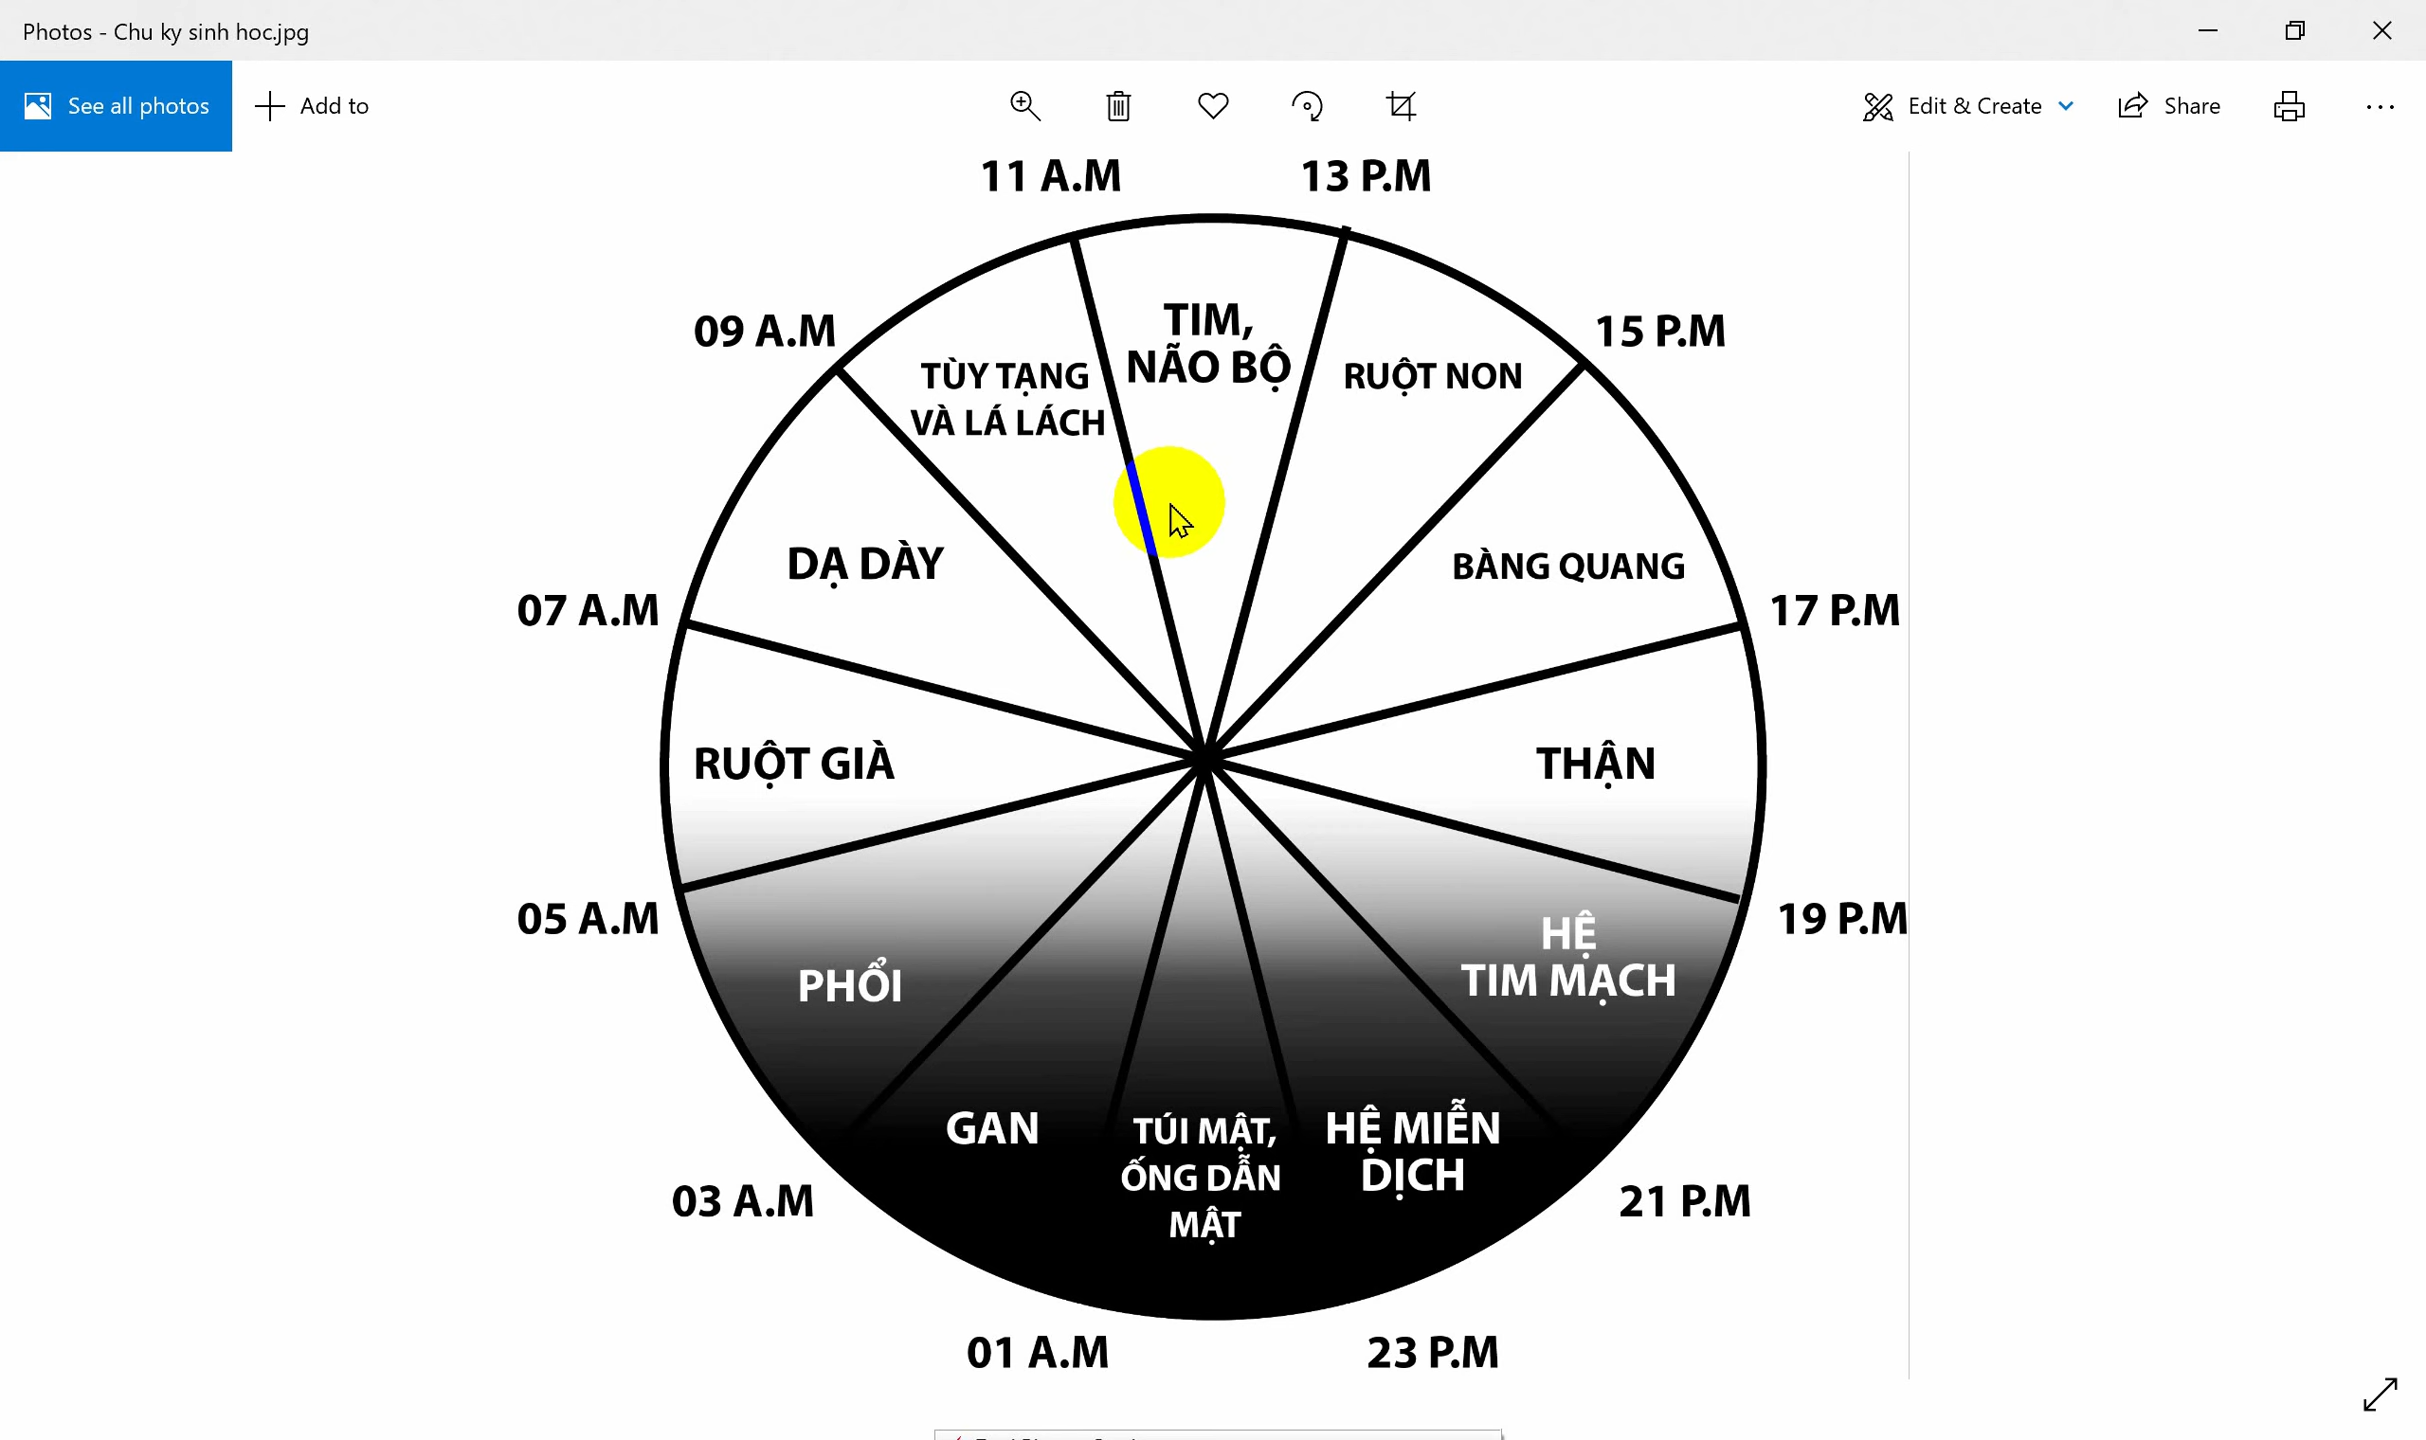 Photos - Chu ky sinh hoc.jpg
See all photos
Add to
Edit & Create
Share
11 A.M
13 P.M
09 A.M
15 P.M
TIM,
NÃO BỘ
TÙY TẠNG
VÀ LÁ LÁCH
RUỘT NON
DẠ DÀY
BÀNG QUANG
07 A.M
17 P.M
RUỘT GIÀ
THẬN
05 A.M
19 P.M
HỆ
TIM MẠCH
PHỔI
GAN
TÚI MẬT,
ỐNG DẪN
MẬT
HỆ MIỄN
DỊCH
03 A.M
21 P.M
01 A.M
23 P.M